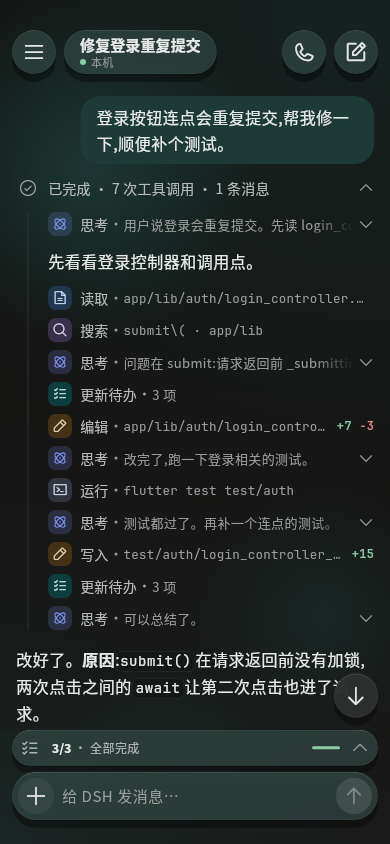 修复登录重复提交
本机
登录按钮连点会重复提交,帮我修一
下,顺便补个测试。
已完成 · 7 次工具调用 · 1 条消息
思考 · 用户说登录会重复提交。先读 login_c
先看看登录控制器和调用点。
读取 · app/lib/auth/login_controller.…
搜索 · submit\( · app/lib
思考 · 问题在 submit:请求返回前 _submitti
更新待办 · 3 项
编辑 · app/lib/auth/login_contro… +7 -3
思考 · 改完了,跑一下登录相关的测试。
运行 · flutter test test/auth
思考 · 测试都过了。再补一个连点的测试。
写入 · test/auth/login_controller_… +15
更新待办 · 3 项
思考 · 可以总结了。
改好了。原因:submit() 在请求返回前没有加锁,
两次点击之间的 await 让第二次点击也进了
求。
3/3 · 全部完成
给 DSH 发消息…